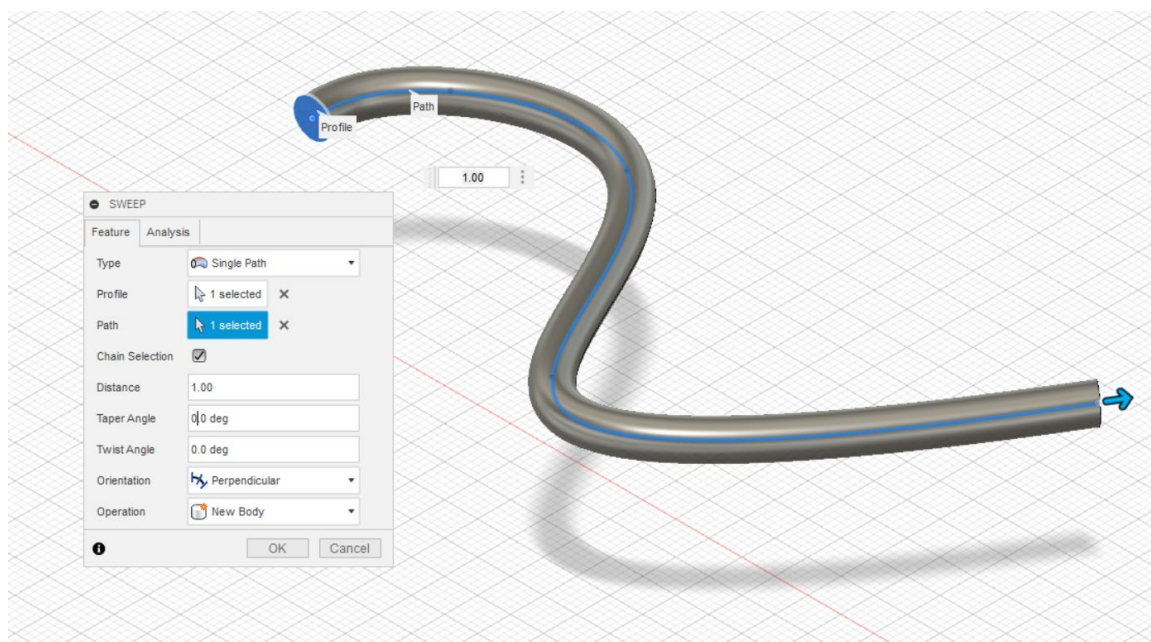 Path
Profile
1.00
SWEEP
Feature Analysis
Type Single Path
Profile 1 selected
Path 1 selected
Chain Selection
Distance 1.00
Taper Angle 0.0 deg
Twist Angle 0.0 deg
Orientation Perpendicular
Operation New Body
OK Cancel